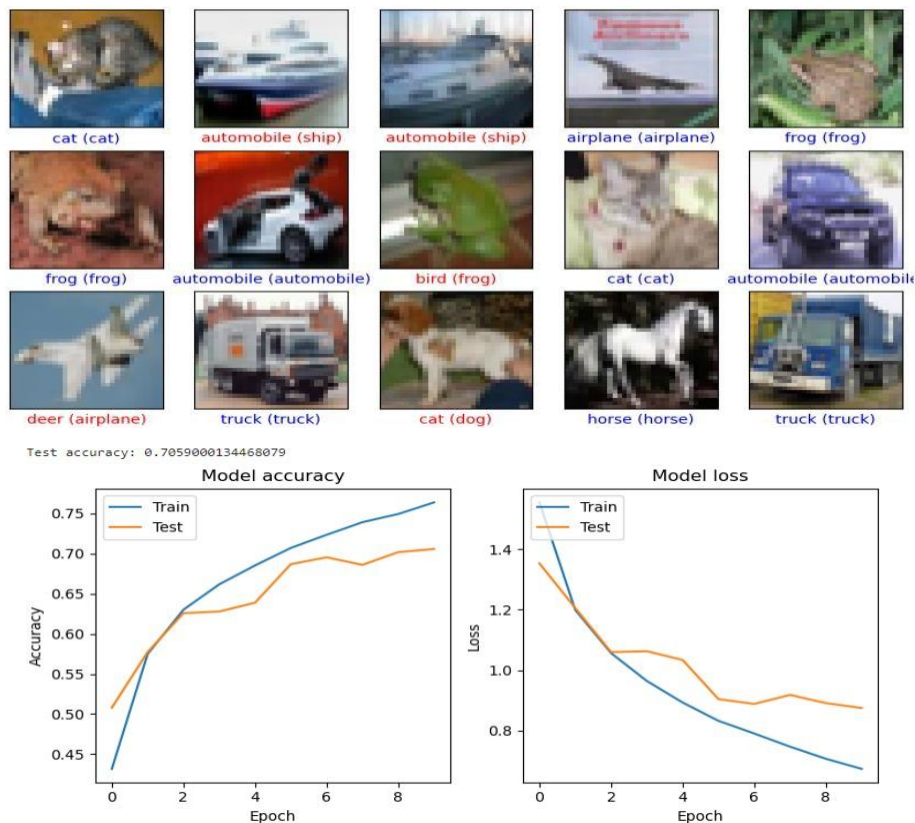 cat (cat)
automobile (ship)
automobile (ship)
airplane (airplane)
frog (frog)
frog (frog)
automobile (automobile)
bird (frog)
cat (cat)
automobile (automobile
deer (airplane)
truck (truck)
cat (dog)
horse (horse)
truck (truck)
Test accuracy: 0.7059000134468079
Model accuracy
Train
Test
0.75
0.70
0.65
0.60
0.55
0.50
0.45
Accuracy
0 2 4 6 8
Epoch
Model loss
Train
Test
1.4
1.2
1.0
0.8
Loss
0 2 4 6 8
Epoch